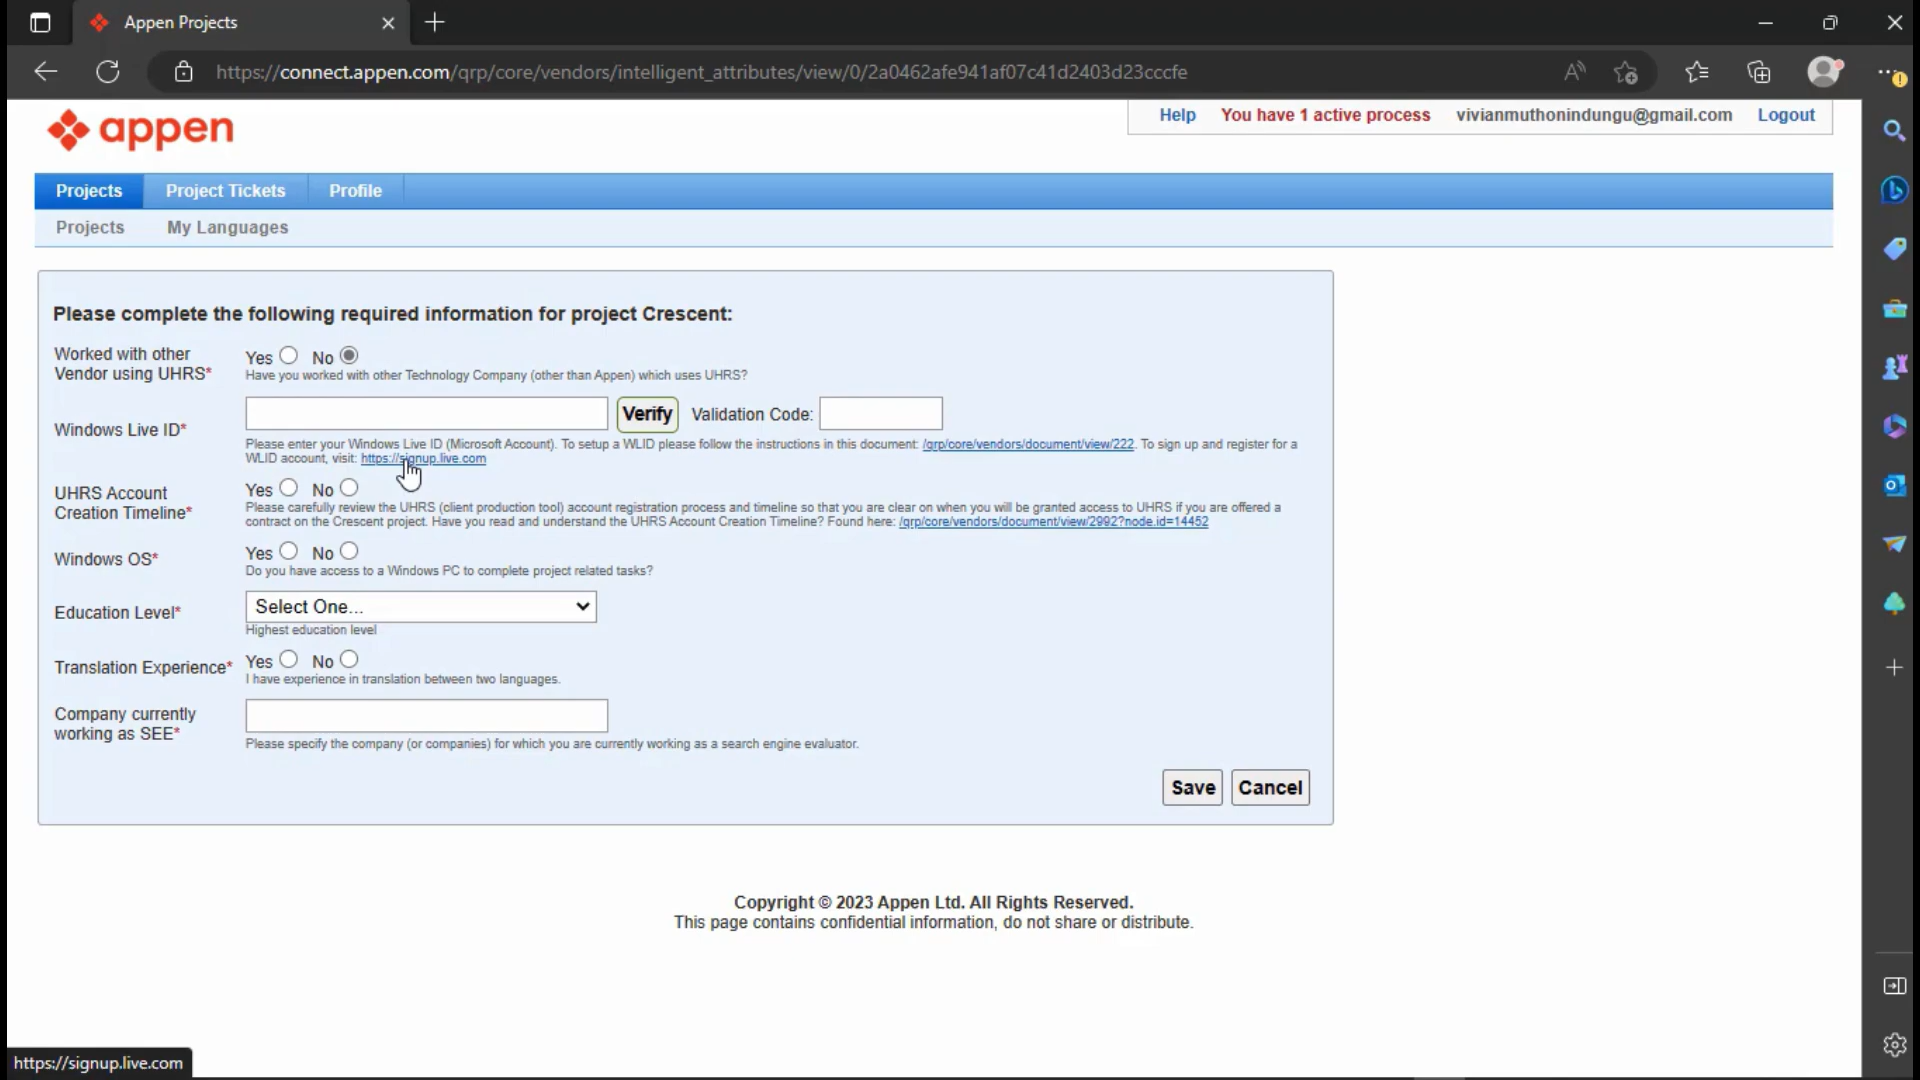 Appen Projects
https://connect.appen.com/qrp/core/vendors/intelligent_attributes/view/0/2a0462afe941af07c41d2403d23cccfe
appen
Help You have 1 active process vivianmuthonindungu@gmail.com Logout
Projects Project Tickets Profile
Projects My Languages
Please complete the following required information for project Crescent:
Worked with other
Vendor using UHRS*
Yes No
Have you worked with other Technology Company (other than Appen) which uses UHRS?
Windows Live ID*
Verify Validation Code:
Please enter your Windows Live ID (Microsoft Account). To setup a WLID please follow the instructions in this document: /qrp/core/vendors/document/view/222. To sign up and register for a
WLID account, visit: https://signup.live.com
UHRS Account
Creation Timeline*
Yes No
Please carefully review the UHRS (client production tool) account registration process and timeline so that you are clear on when you will be granted access to UHRS if you are offered a
contract on the Crescent project. Have you read and understand the UHRS Account Creation Timeline? Found here: /qrp/core/vendors/document/view/2992?node.id=14452
Windows OS*
Yes No
Do you have access to a Windows PC to complete project related tasks?
Education Level*
Select One...
Highest education level
Translation Experience*
Yes No
I have experience in translation between two languages.
Company currently
working as SEE*
Please specify the company (or companies) for which you are currently working as a search engine evaluator.
Save Cancel
Copyright © 2023 Appen Ltd. All Rights Reserved.
This page contains confidential information, do not share or distribute.
https://signup.live.com